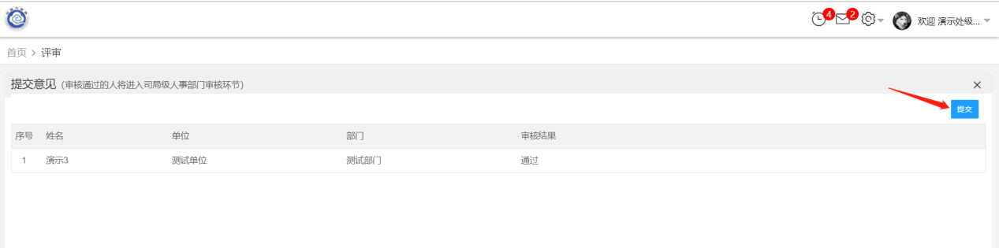 4 2 欢迎 演示处级...
首页 > 评审
提交意见（审核通过的人将进入司局级人事部门审核环节）
提交
序号 姓名 单位 部门 审核结果
1 演示3 测试单位 测试部门 通过